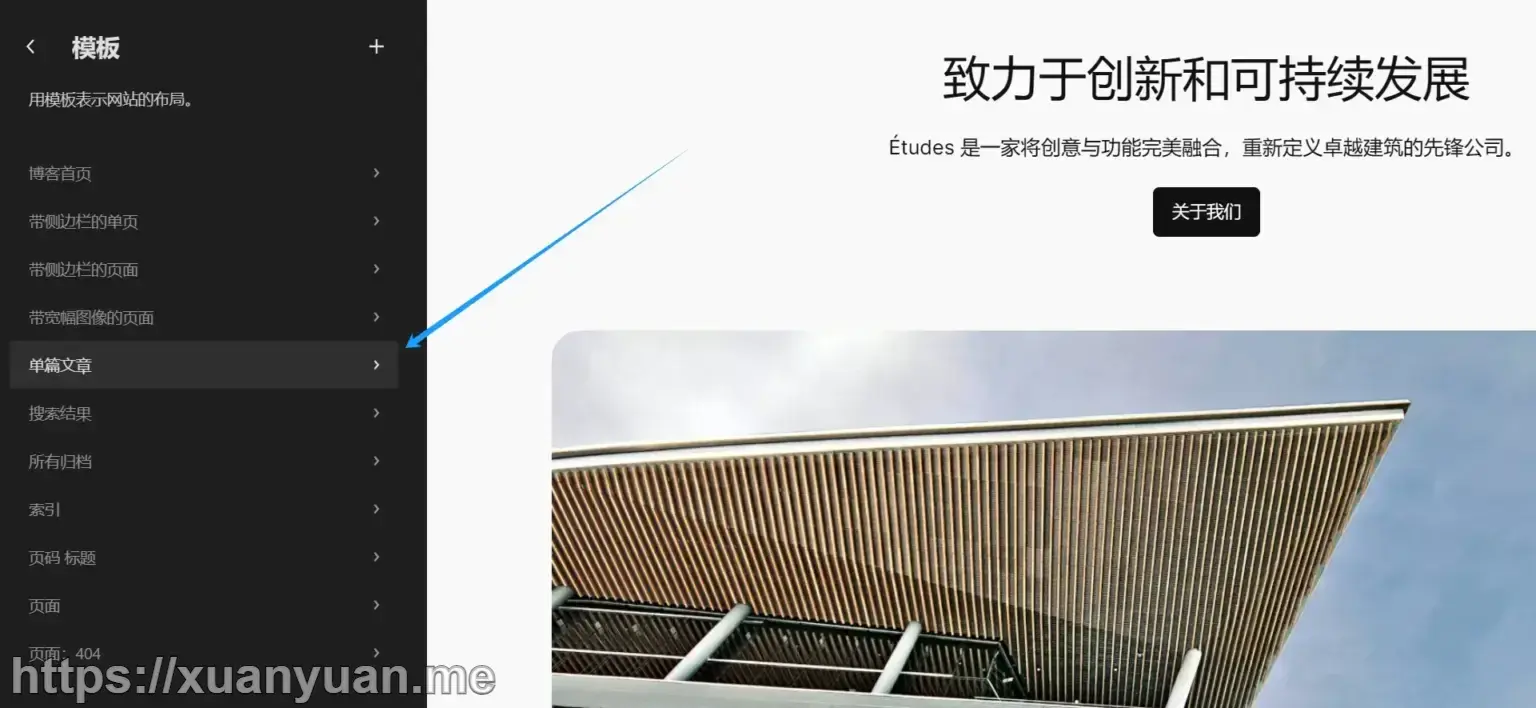 模板
用模板表示网站的布局。
博客首页
带侧边栏的单页
带侧边栏的页面
带宽幅图像的页面
单篇文章
搜索结果
所有归档
索引
页码 标题
页面
页面：404
https://xuanyuan.me
致力于创新和可持续发展
Études 是一家将创意与功能完美融合，重新定义卓越建筑的先锋公司。
关于我们